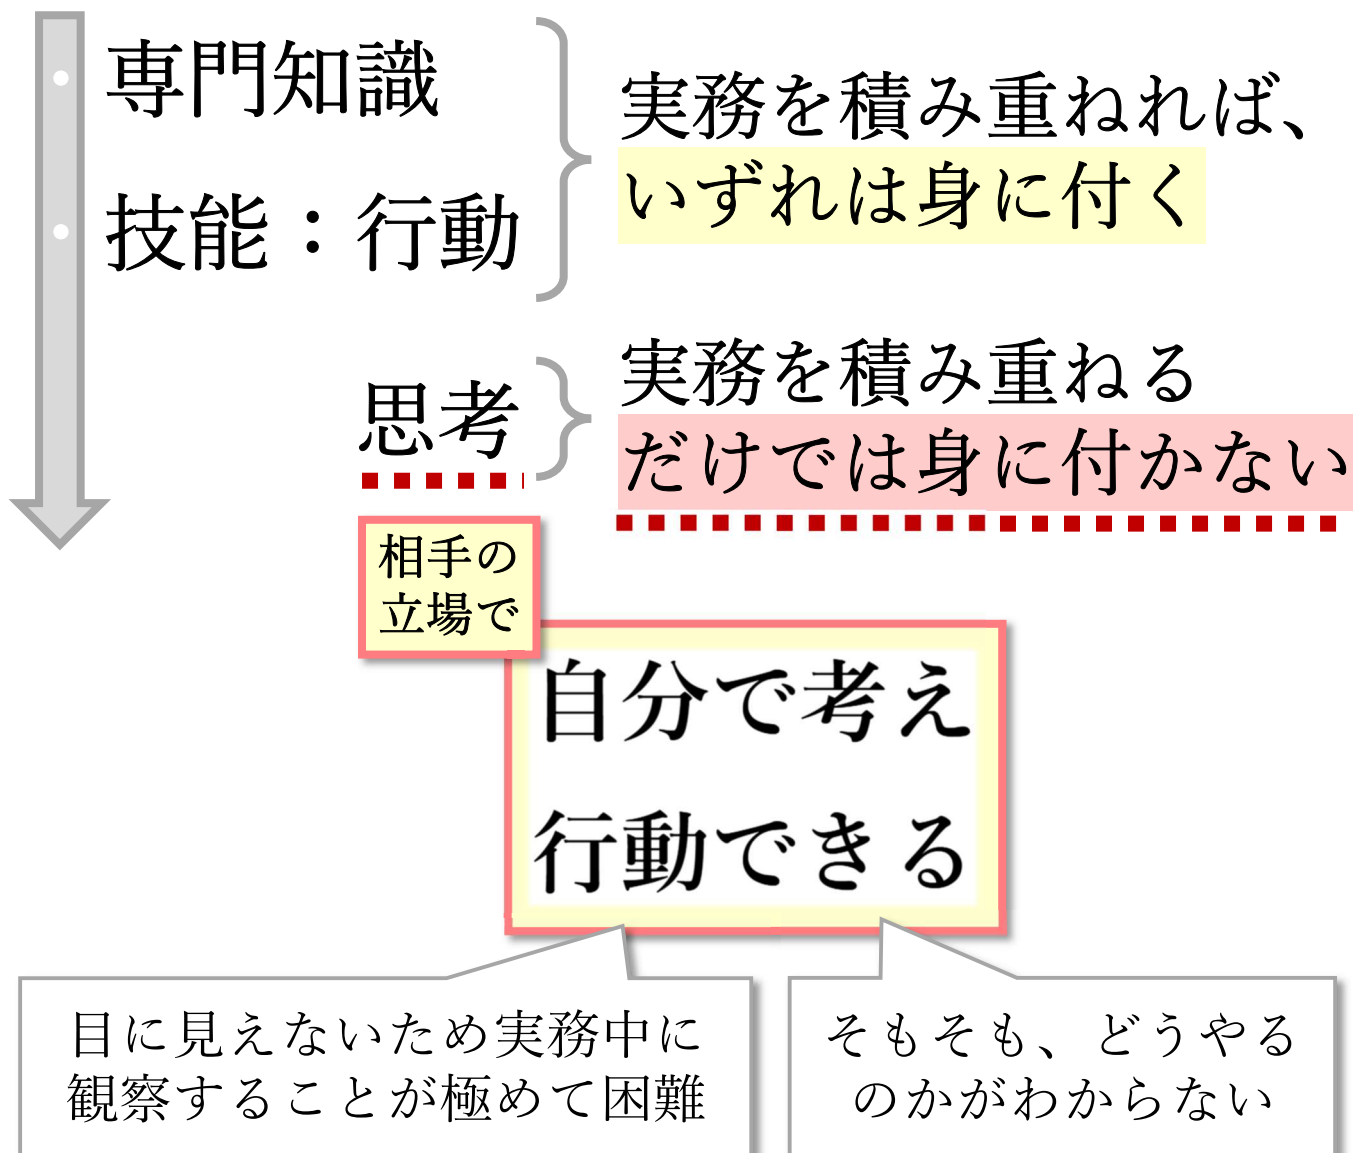 専門知識
技能：行動
実務を積み重ねれば、
いずれは身に付く
思考
実務を積み重ねる
だけでは身に付かない
相手の
立場で
自分で考え
行動できる
目に見えないため実務中に
観察することが極めて困難
そもそも、どうやる
のかがわからない